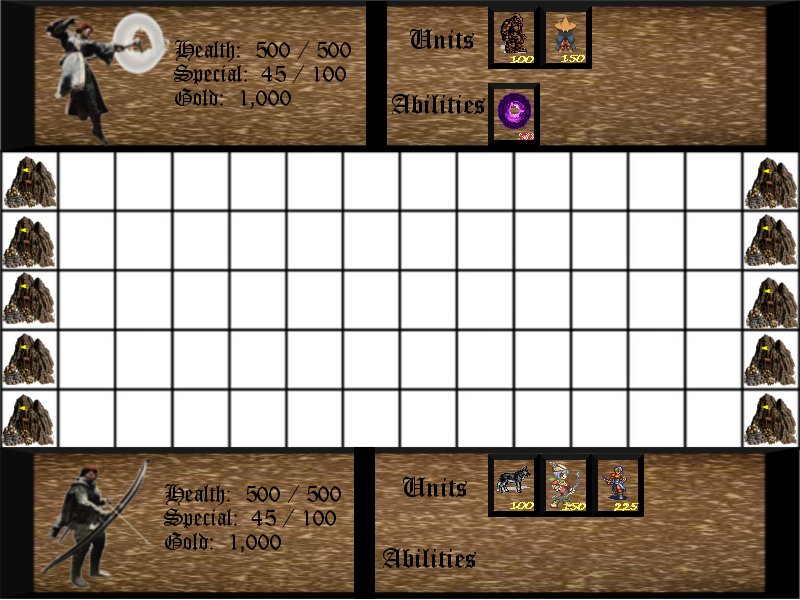 Health: 500 / 500
Special: 45 / 100
Gold: 1,000
Units
100
150
Abilities
Health: 500 / 500
Special: 45 / 100
Gold: 1,000
Units
100
150
225
Abilities